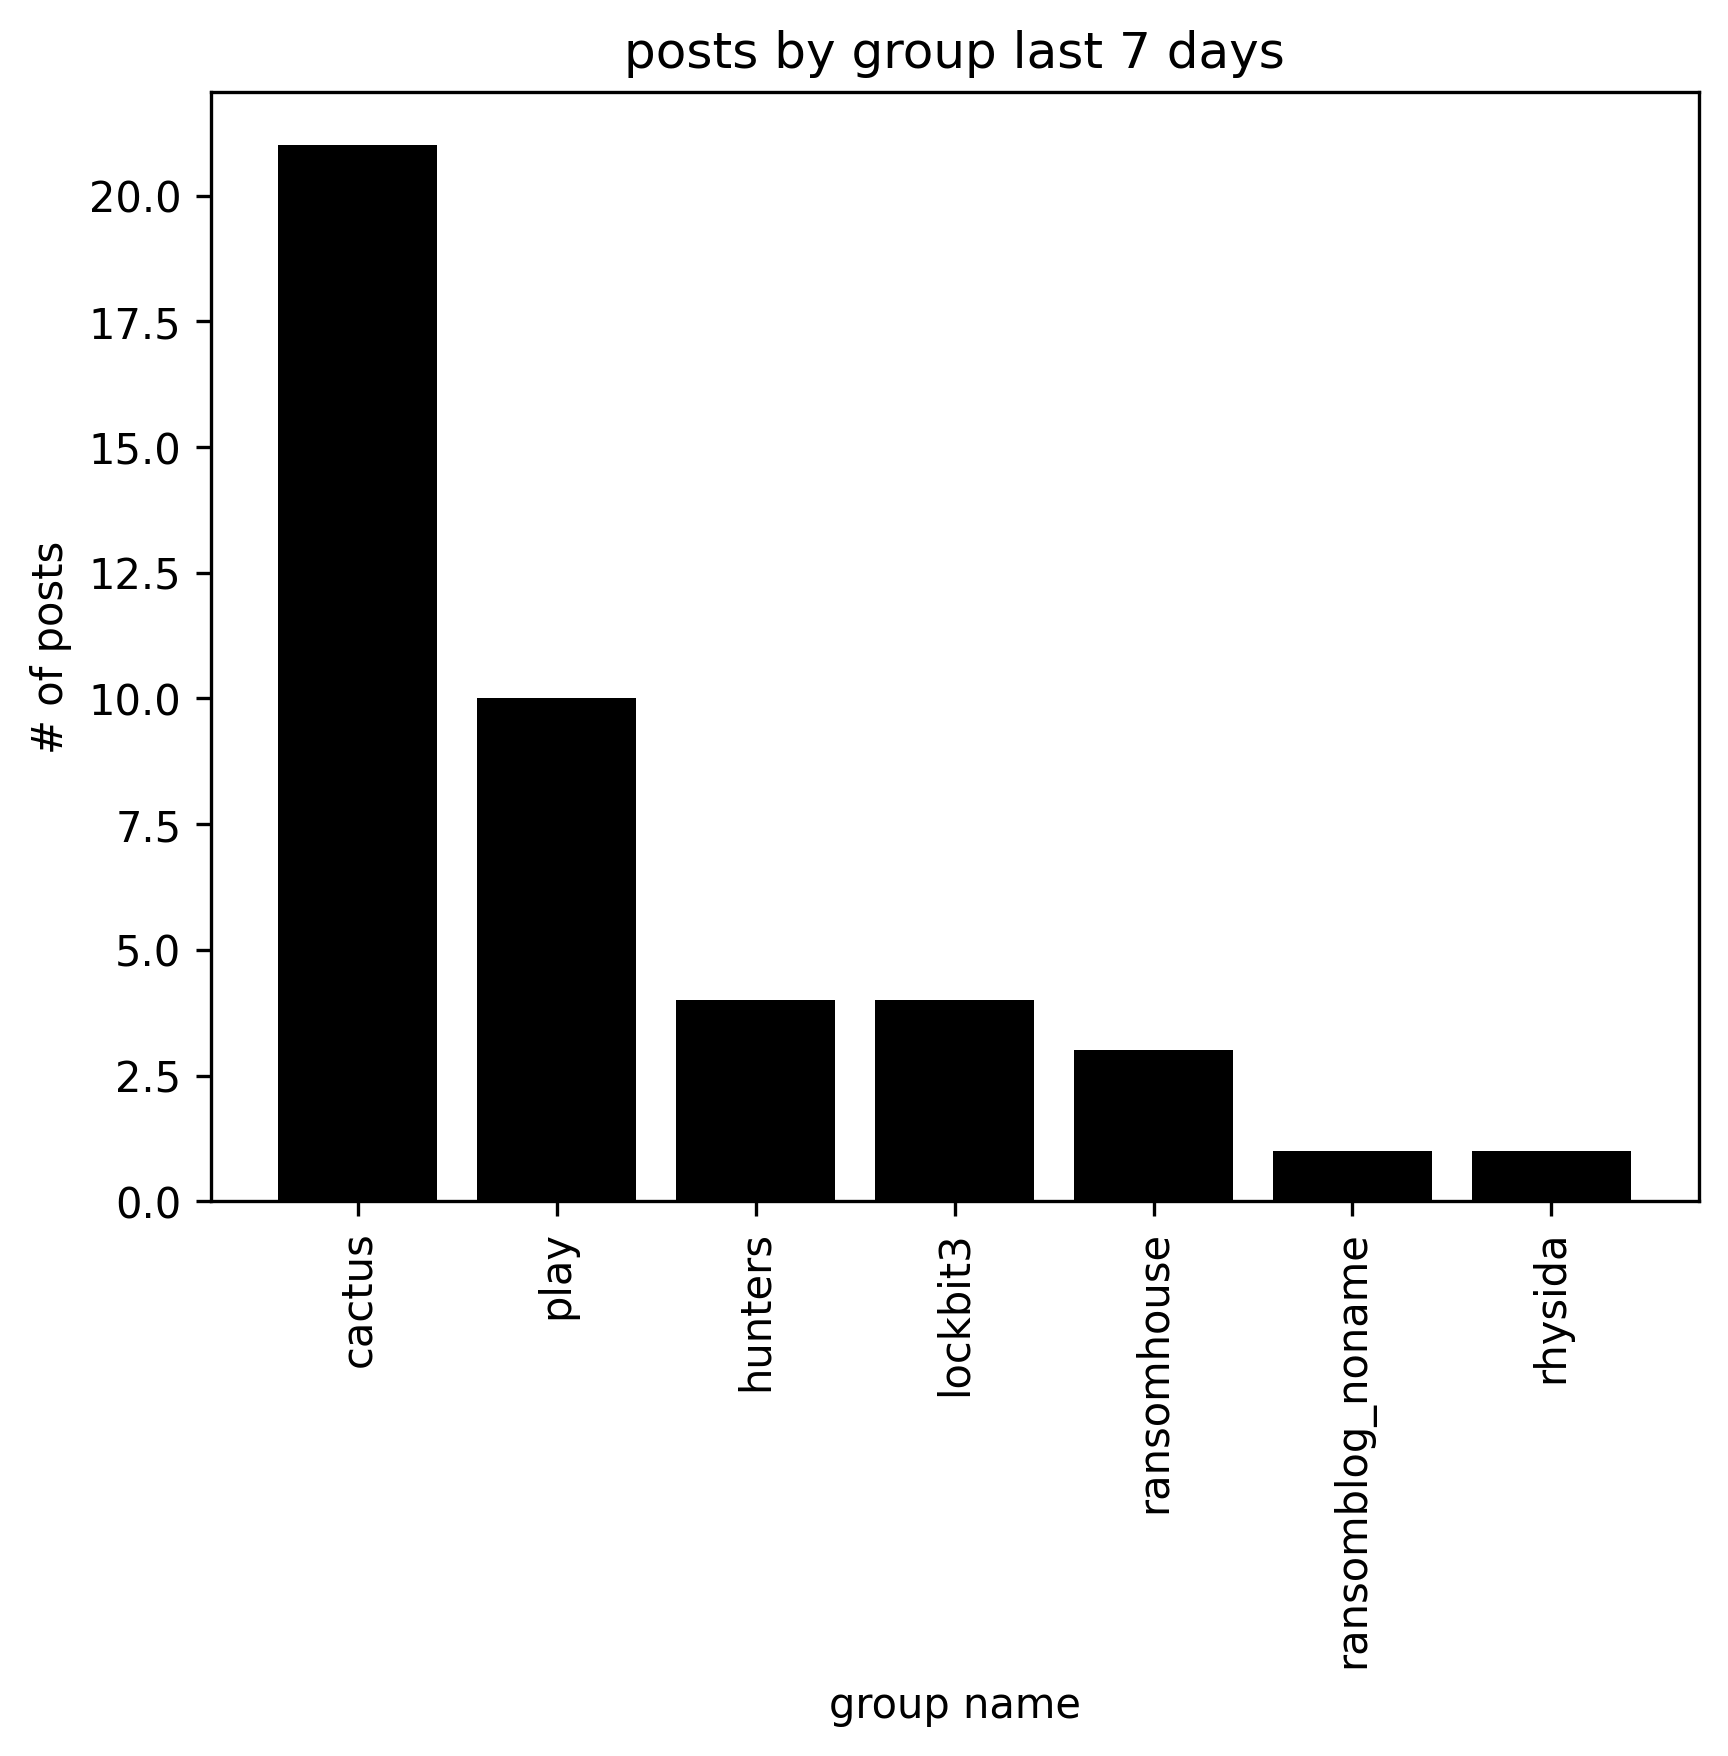 posts by group last 7 days
# of posts
20.0
17.5
15.0
12.5
10.0
7.5
5.0
2.5
0.0
cactus
play
hunters
lockbit3
ransomhouse
ransomblog_noname
rhysida
group name